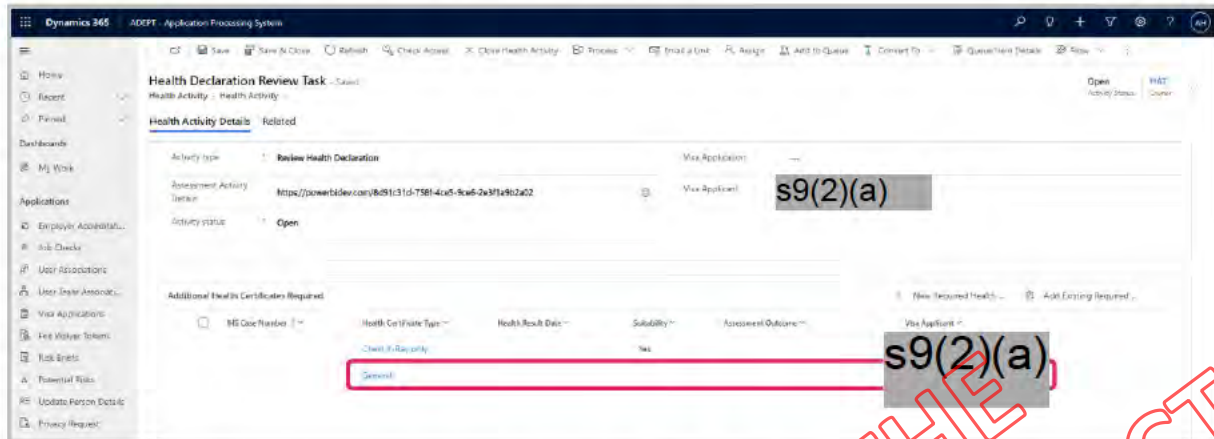 Dynamics 365 ADEPT - Application Processing System
AH
Save Save & Close Refresh Check Access Close Health Activity Process Email a Link Assign Add to Queue Convert To Queue Item Details Flow
Home
Recent
Pinned
Health Declaration Review Task - Saved
Health Activity Health Activity
Open
Activity Status
HAT
Owner
Health Activity Details Related
Dashboards
My Work
Applications
Employer Accreditati...
Job Checks
User Associations
User Team Associati...
Visa Applications
Fee Waiver Tokens
Risk Briefs
Potential Risks
Update Person Details
Privacy Request
Activity type Review Health Declaration
Visa Application ---
Assessment Activity Details https://powerbidev.com/8d91c31d-758f-4ce5-9ce6-2e3f1a9b2a02
Visa Applicant s9(2)(a)
Activity status Open
Additional Health Certificates Required
New Required Health ... Add Existing Required ...
Health Certificate Type Health Result Date Suitability Assessment Outcome Visa Applicant
Chest X-Ray only Yes
General
s9(2)(a)
THE